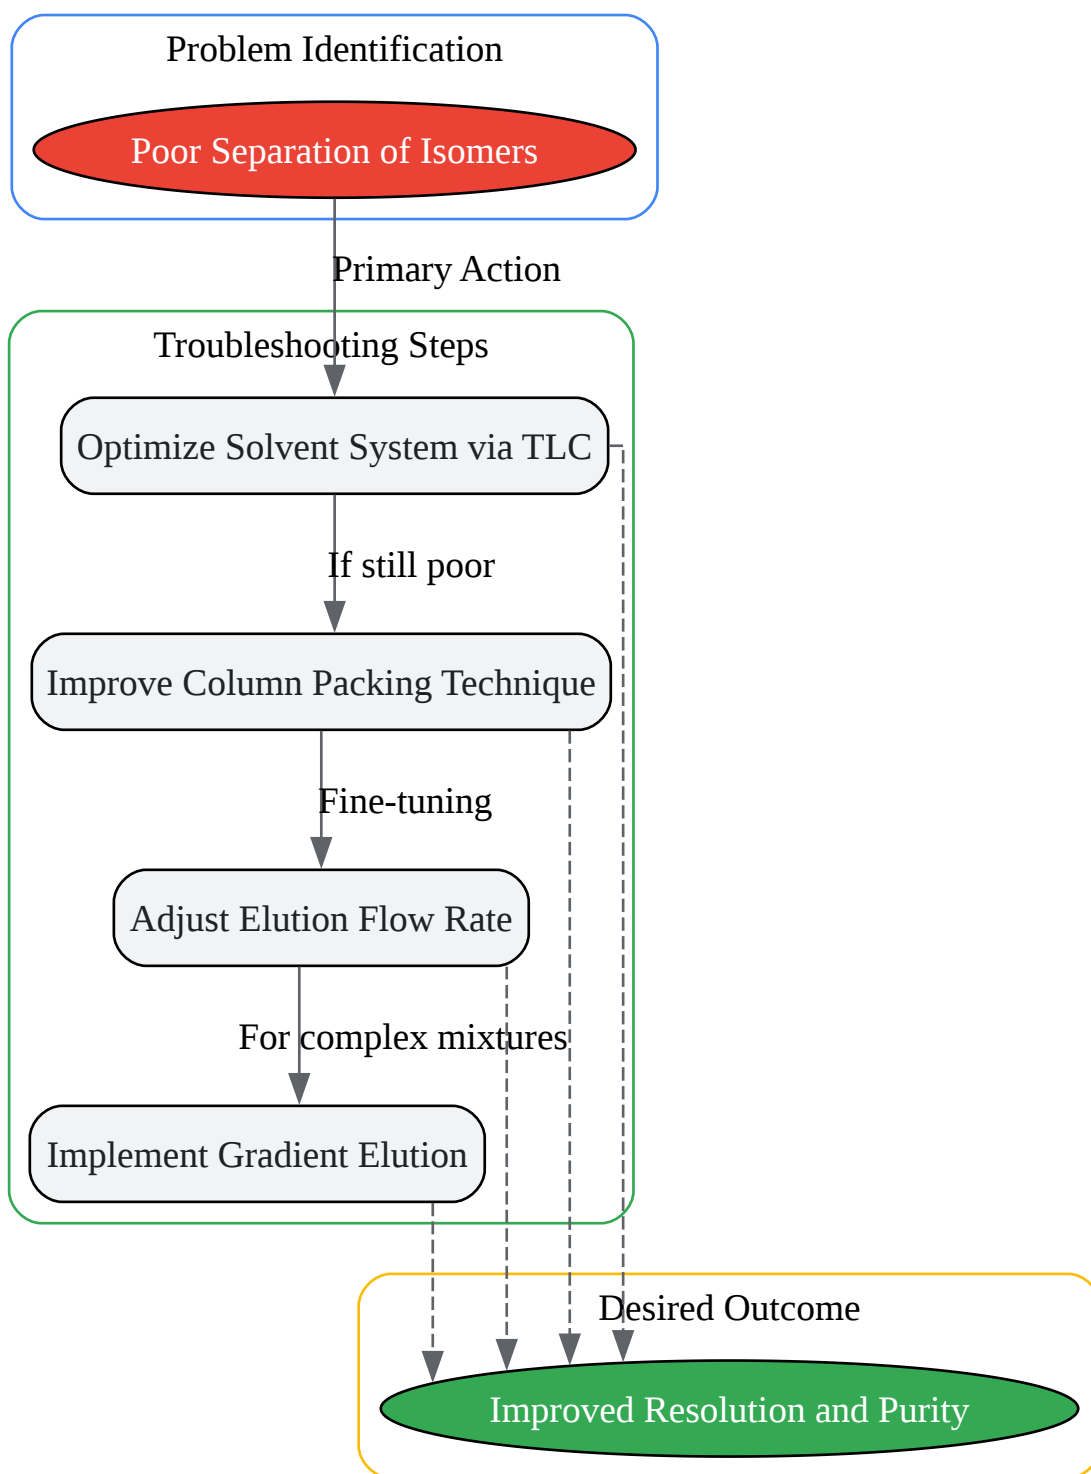 Problem Identification
Poor Separation of Isomers
Primary Action
Troubleshooting Steps
Optimize Solvent System via TLC
If still poor
Improve Column Packing Technique
Fine-tuning
Adjust Elution Flow Rate
For complex mixtures
Implement Gradient Elution
Desired Outcome
Improved Resolution and Purity